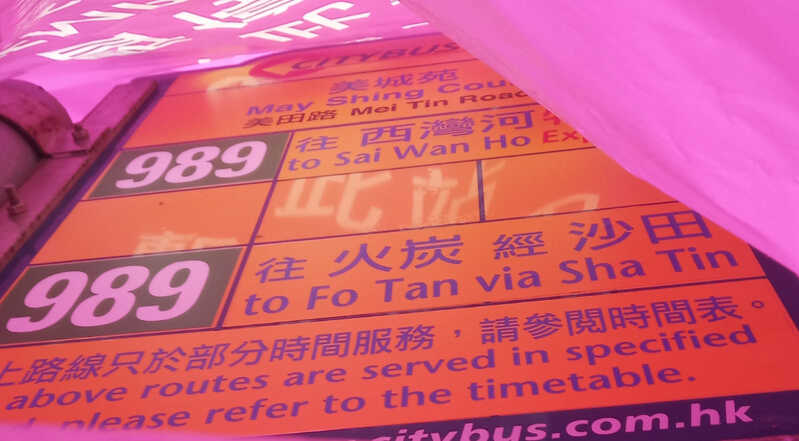 CITYBUS
美城苑
May Shing Cou
美田路 Mei Tin Road
989 往 西灣河
to Sai Wan Ho Exp
此站
989 往 火炭 經 沙田
to Fo Tan via Sha Tin
上路線只於部分時間服務，請參閱時間表。
above routes are served in specified
please refer to the timetable.
citybus.com.hk